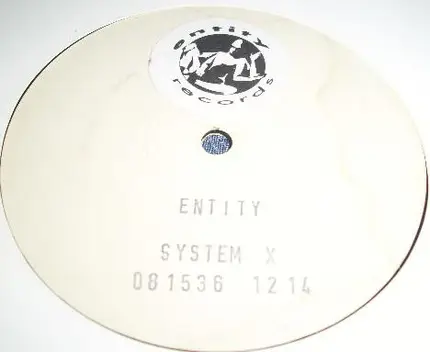 entity
records
ENTITY
SYSTEM X
081536 1214